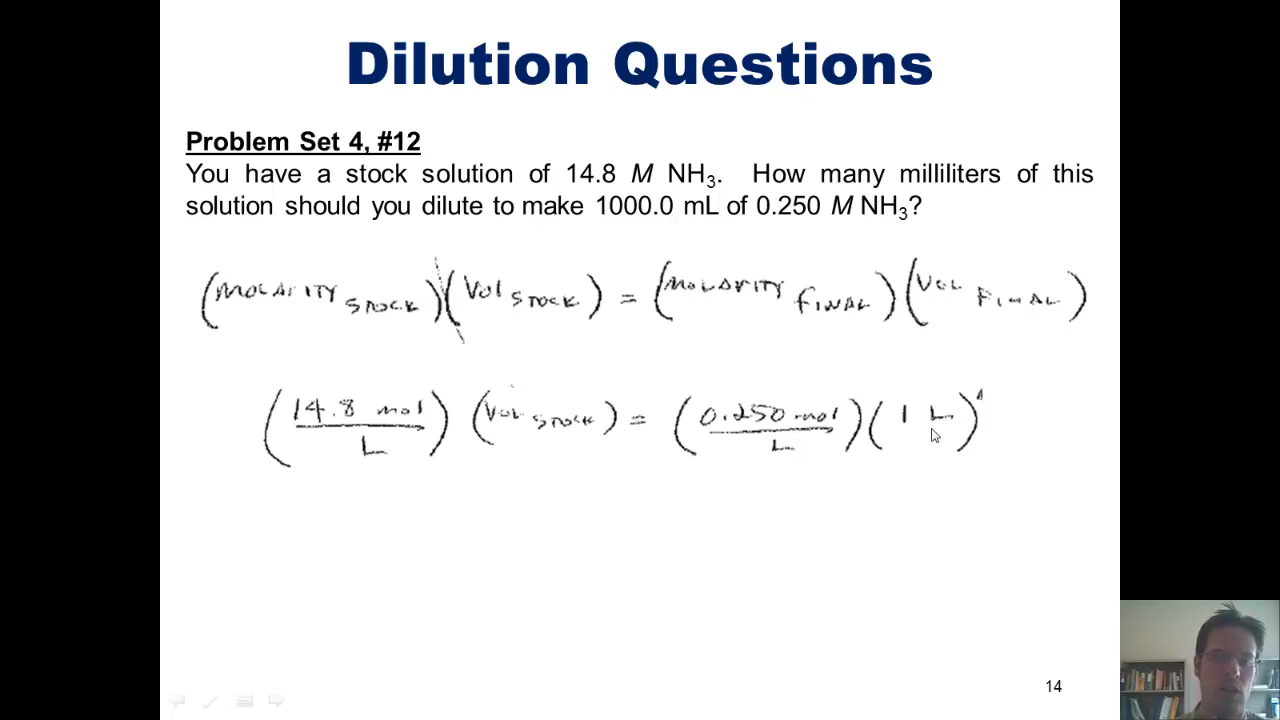 Dilution Questions
Problem Set 4, #12
You have a stock solution of 14.8 M NH₃. How many milliliters of this
solution should you dilute to make 1000.0 mL of 0.250 M NH₃?
(MOLARITY STOCK)(VOL STOCK) = (MOLARITY FINAL)(VOL FINAL)
(14.8 mol / L)(VOL STOCK) = (0.250 mol / L)(1 L)
14